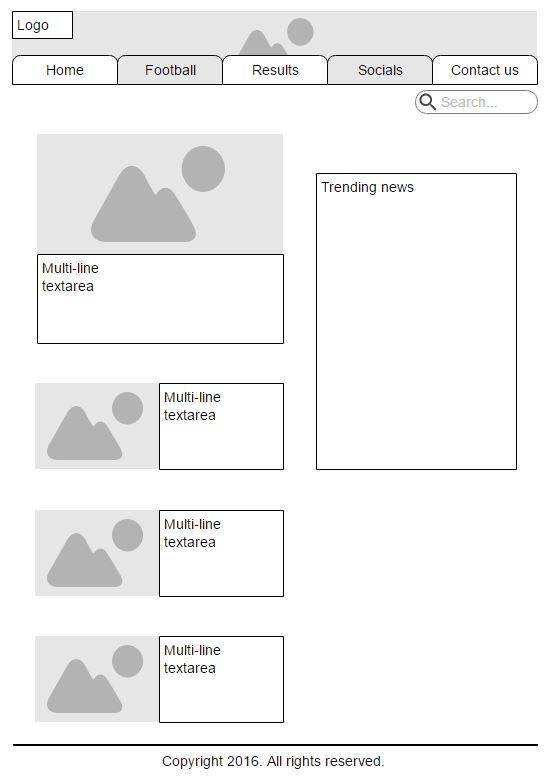 Logo
Home
Football
Results
Socials
Contact us
Search...
Multi-line
textarea
Trending news
Multi-line
textarea
Multi-line
textarea
Multi-line
textarea
Copyright 2016. All rights reserved.